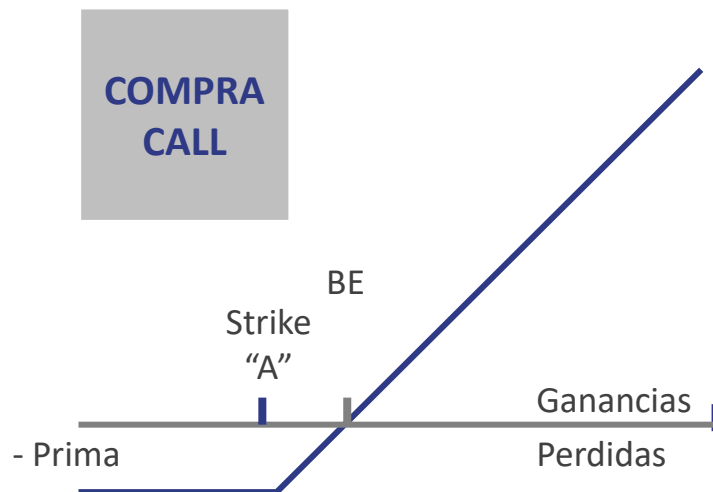 COMPRA
CALL
BE
Strike
“A”
Ganancias
- Prima
Perdidas